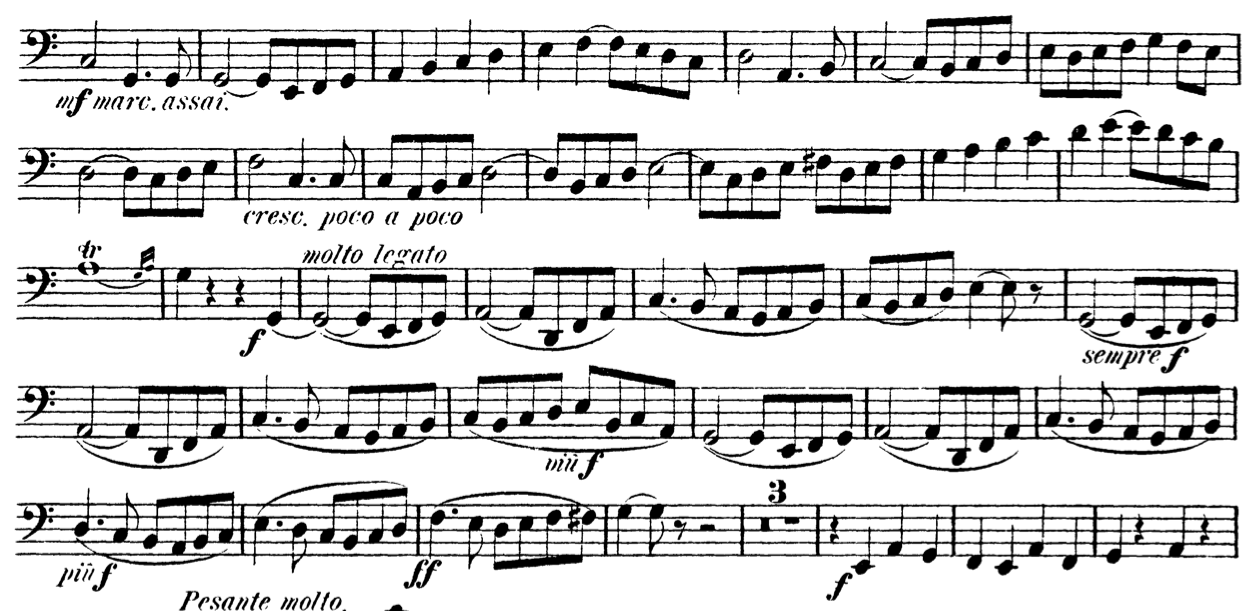 mf marc. assai.
cresc. poco a poco
tr molto legato
f
sempre f
più f
3
più f ff f
Pesante molto.